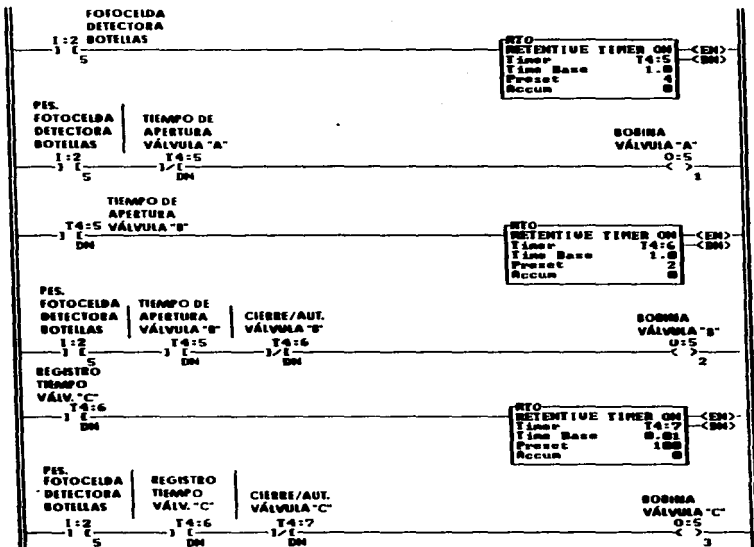 FOTOCELDA
DETECTORA
I:2 BOTELLAS
] [
5
RTO
RETENTIVE TIMER ON <EN>
Timer T4:5 <DN>
Time Base 1.0
Preset 4
Accum 0
PES.
FOTOCELDA
DETECTORA
BOTELLAS
I:2
] [
5
TIEMPO DE
APERTURA
VÁLVULA "A"
T4:5
]/[
DN
BOBINA
VÁLVULA "A"
O:5
< >
1
TIEMPO DE
APERTURA
T4:5 VÁLVULA "B"
] [
DN
RTO
RETENTIVE TIMER ON <EN>
Timer T4:6 <DN>
Time Base 1.0
Preset 2
Accum 0
PES.
FOTOCELDA
DETECTORA
BOTELLAS
I:2
] [
5
TIEMPO DE
APERTURA
VÁLVULA "B"
T4:5
] [
DN
CIERRE/AUT.
VÁLVULA "B"
T4:6
]/[
DN
BOBINA
VÁLVULA "B"
O:5
< >
2
REGISTRO
TIEMPO
VÁLV. "C"
T4:6
] [
DN
RTO
RETENTIVE TIMER ON <EN>
Timer T4:7 <DN>
Time Base 0.01
Preset 100
Accum 0
PES.
FOTOCELDA
DETECTORA
BOTELLAS
I:2
] [
5
REGISTRO
TIEMPO
VÁLV. "C"
T4:6
] [
DN
CIERRE/AUT.
VÁLVULA "C"
T4:7
]/[
DN
BOBINA
VÁLVULA "C"
O:5
< >
3